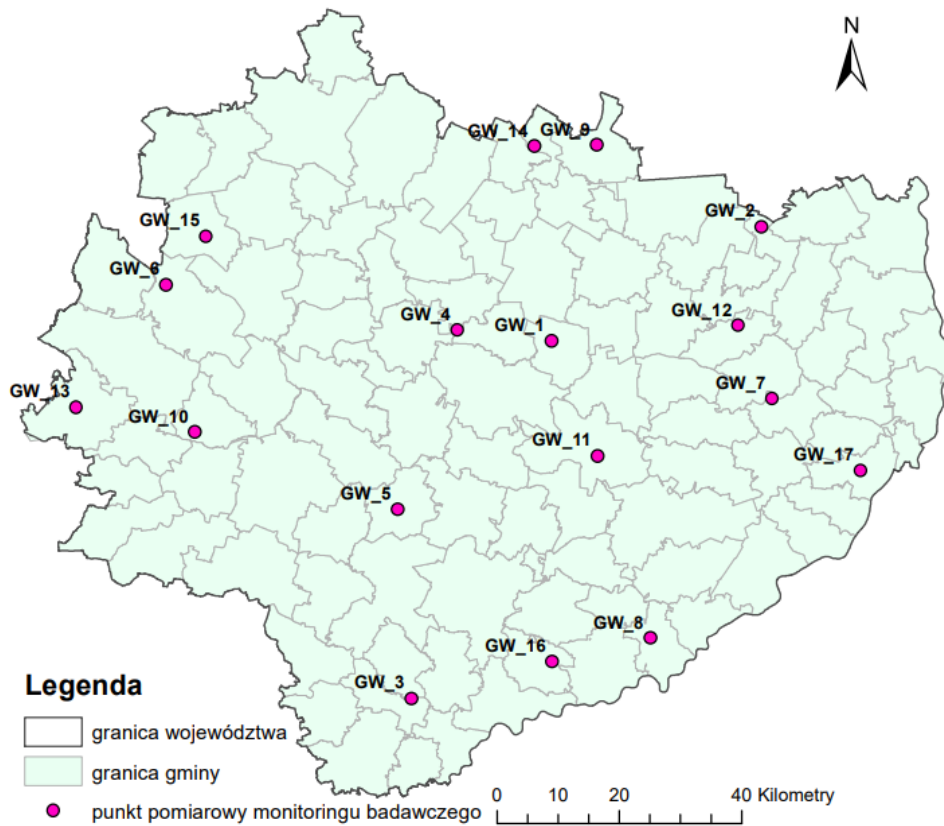 N
GW_14
GW_9
GW_2
GW_15
GW_6
GW_4
GW_1
GW_12
GW_13
GW_7
GW_10
GW_11
GW_17
GW_5
GW_8
GW_16
GW_3
Legenda
granica województwa
granica gminy
punkt pomiarowy monitoringu badawczego
0 10 20 40 Kilometry